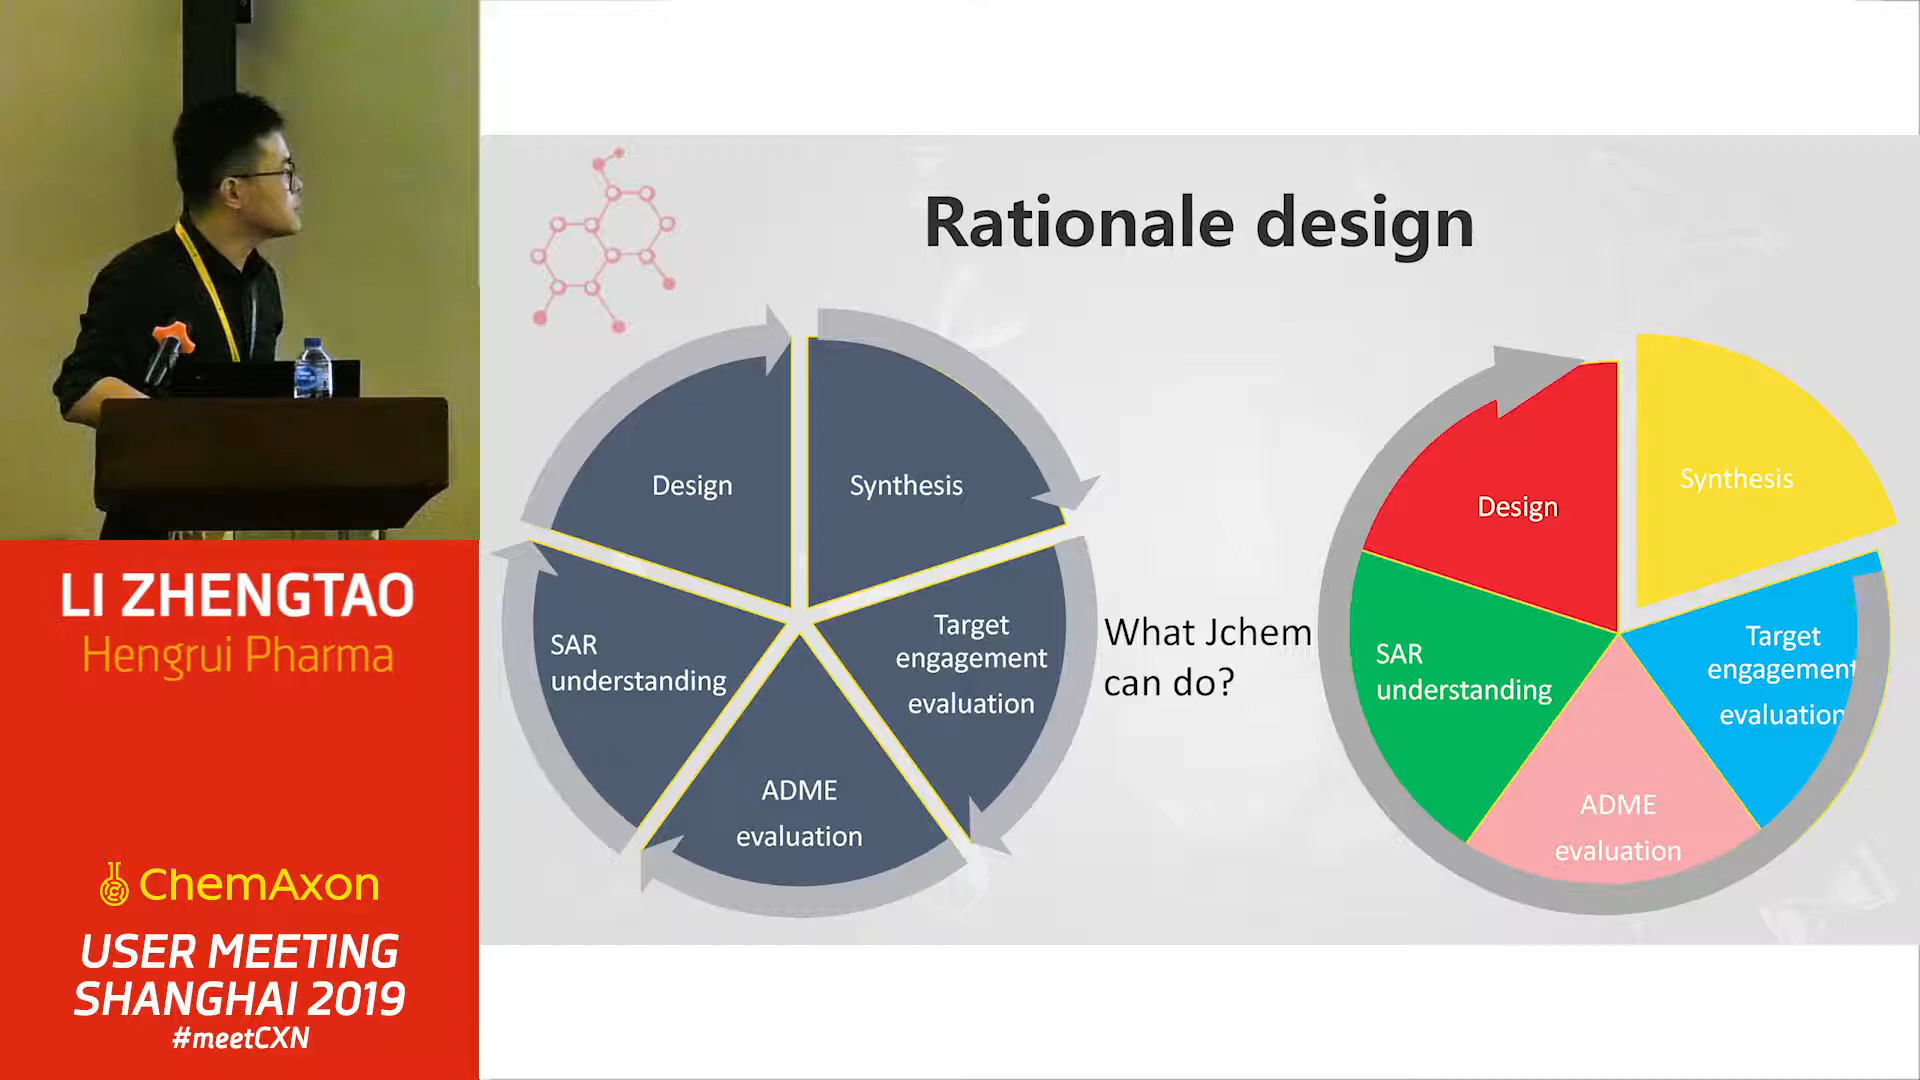 LI ZHENGTAO
Hengrui Pharma
ChemAxon
USER MEETING
SHANGHAI 2019
#meetCXN
Rationale design
Design
Synthesis
Target
engagement
evaluation
ADME
evaluation
SAR
understanding
What Jchem
can do?
Design
Synthesis
Target
engagement
evaluation
ADME
evaluation
SAR
understanding